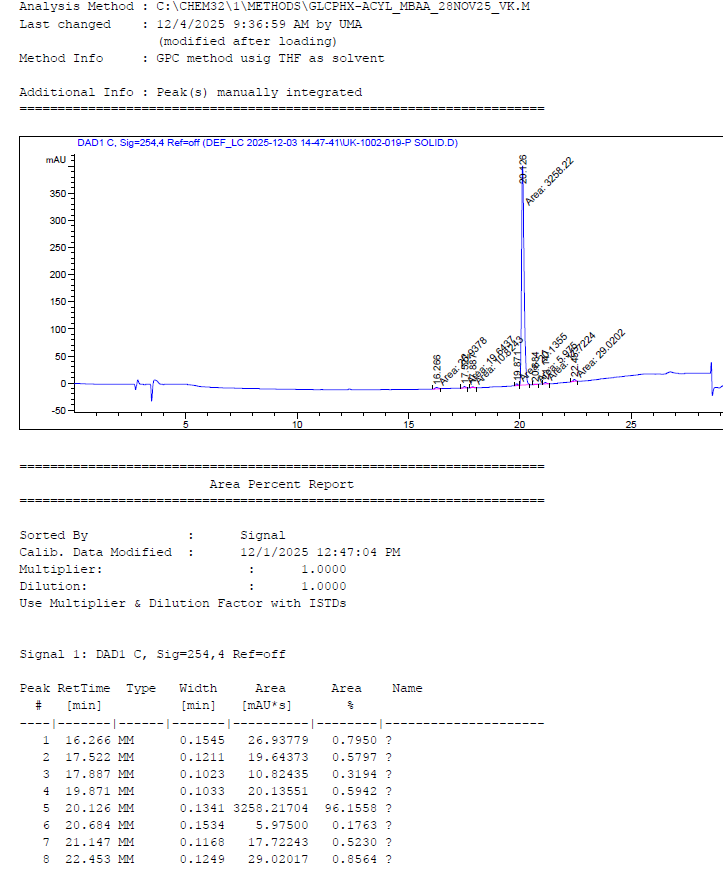 Analysis Method : C:\CHEM32\1\METHODS\GLCPHX-ACYL_MBAA_28NOV25_VK.M
Last changed    : 12/4/2025 9:36:59 AM by UMA
(modified after loading)
Method Info     : GPC method usig THF as solvent
Additional Info : Peak(s) manually integrated
=====================================================================
DAD1 C, Sig=254,4 Ref=off (DEF_LC 2025-12-03 14-47-41\UK-1002-019-P SOLID.D)
mAU
350
300
250
200
150
100
50
0
-50
16.266
19.871
20.126
Area: 3258.22
Area: 29.0202
5 10 15 20 25
=====================================================================
Area Percent Report
=====================================================================
Sorted By             :      Signal
Calib. Data Modified  :      12/1/2025 12:47:04 PM
Multiplier:                   :      1.0000
Dilution:                     :      1.0000
Use Multiplier & Dilution Factor with ISTDs
Signal 1: DAD1 C, Sig=254,4 Ref=off
Peak RetTime  Type   Width     Area      Area     Name
#   [min]          [min]   [mAU*s]      %
----|-------|------|-------|----------|--------|---------------------
1  16.266 MM    0.1545   26.93779   0.7950 ?
2  17.522 MM    0.1211   19.64373   0.5797 ?
3  17.887 MM    0.1023   10.82435   0.3194 ?
4  19.871 MM    0.1033   20.13551   0.5942 ?
5  20.126 MM    0.1341 3258.21704  96.1558 ?
6  20.684 MM    0.1534    5.97500   0.1763 ?
7  21.147 MM    0.1168   17.72243   0.5230 ?
8  22.453 MM    0.1249   29.02017   0.8564 ?